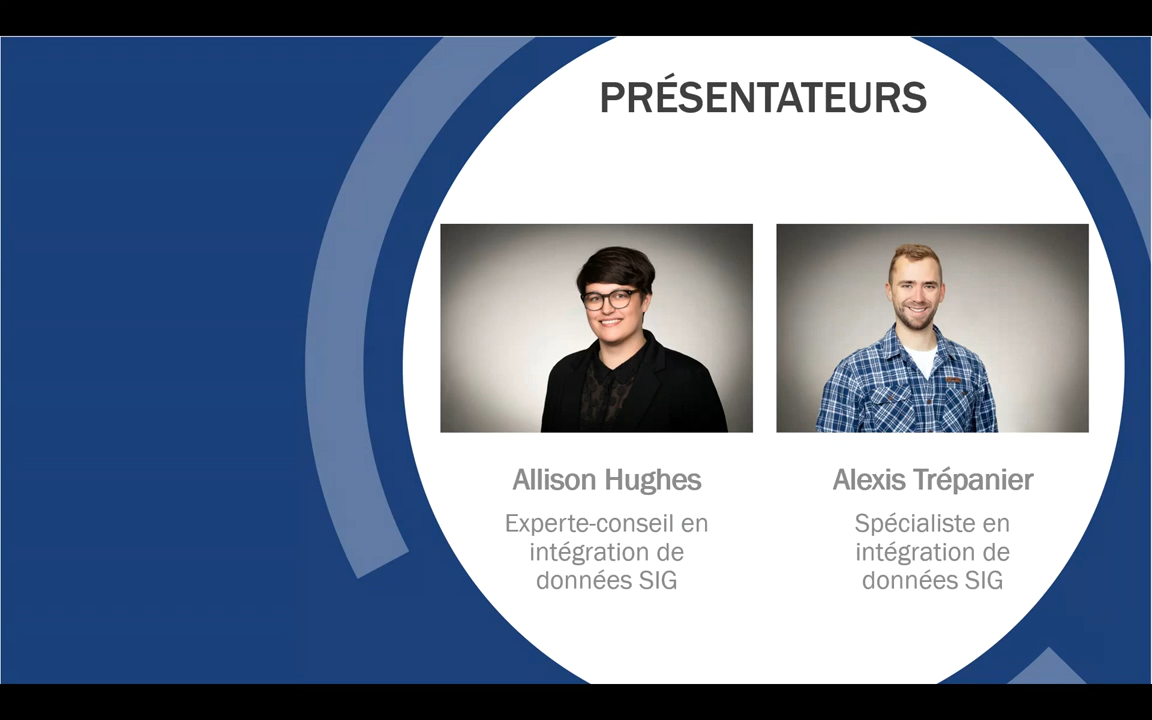 PRÉSENTATEURS
Allison Hughes
Experte-conseil en
intégration de
données SIG
Alexis Trépanier
Spécialiste en
intégration de
données SIG